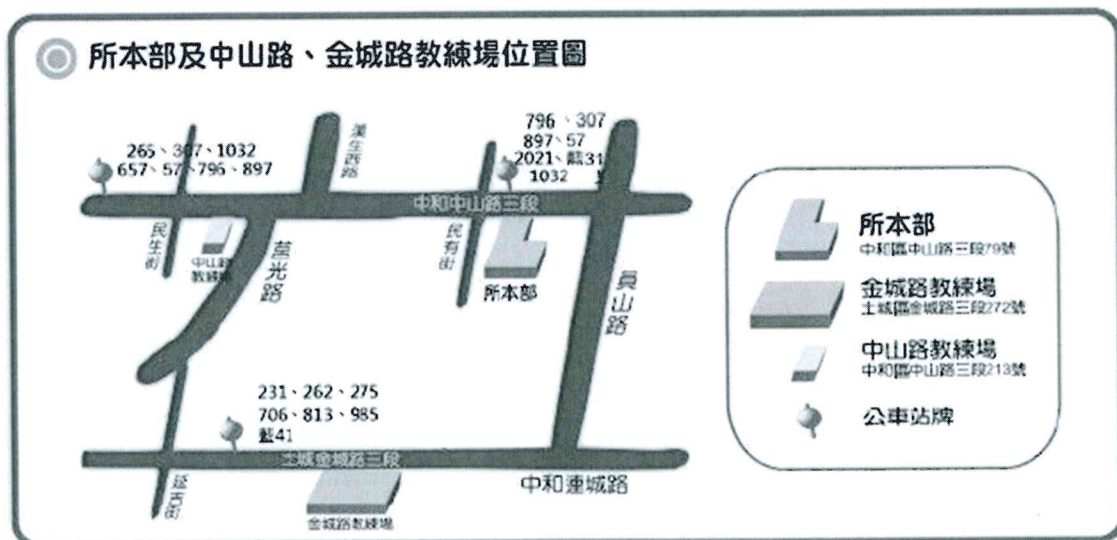 所本部及中山路、金城路教練場位置圖
265、307、1032
657、57、795、897
漢生西路
796、307
897、57
2021、藍31
1032
中和中山路三段
民生街
中山路
教練場
莒光路
民有街
所本部
員山路
231、262、275
706、813、985
藍41
土城金城路三段
延吉街
金城路教練場
中和連城路
所本部
中和區中山路三段79號
金城路教練場
土城區金城路三段272號
中山路教練場
中和區中山路三段213號
公車站牌